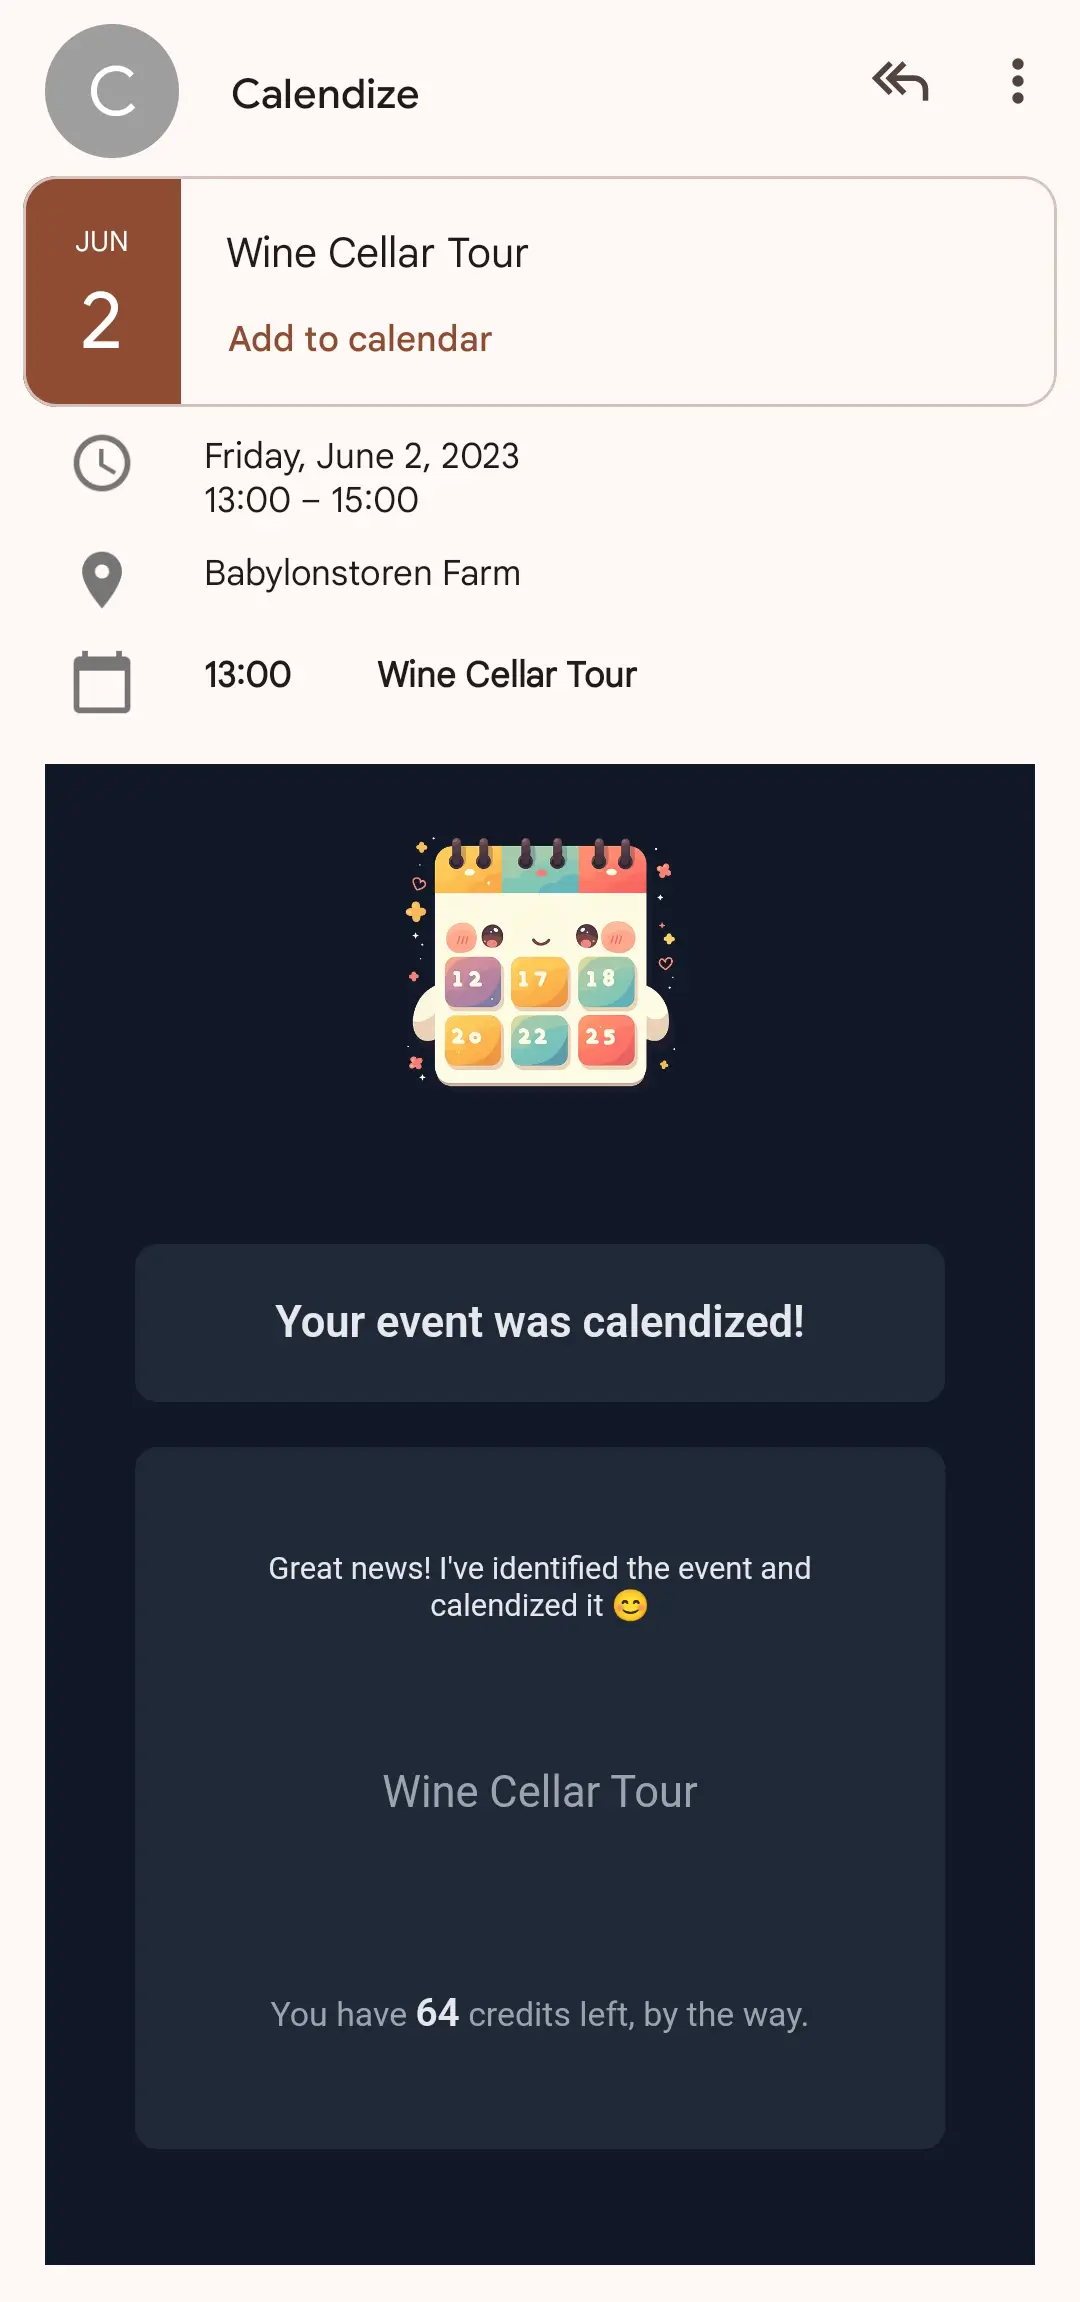 C
Calendize
JUN
2
Wine Cellar Tour
Add to calendar
Friday, June 2, 2023
13:00 – 15:00
Babylonstoren Farm
13:00 Wine Cellar Tour
12 17 18
20 22 25
Your event was calendized!
Great news! I've identified the event and
calendized it 😊
Wine Cellar Tour
You have 64 credits left, by the way.